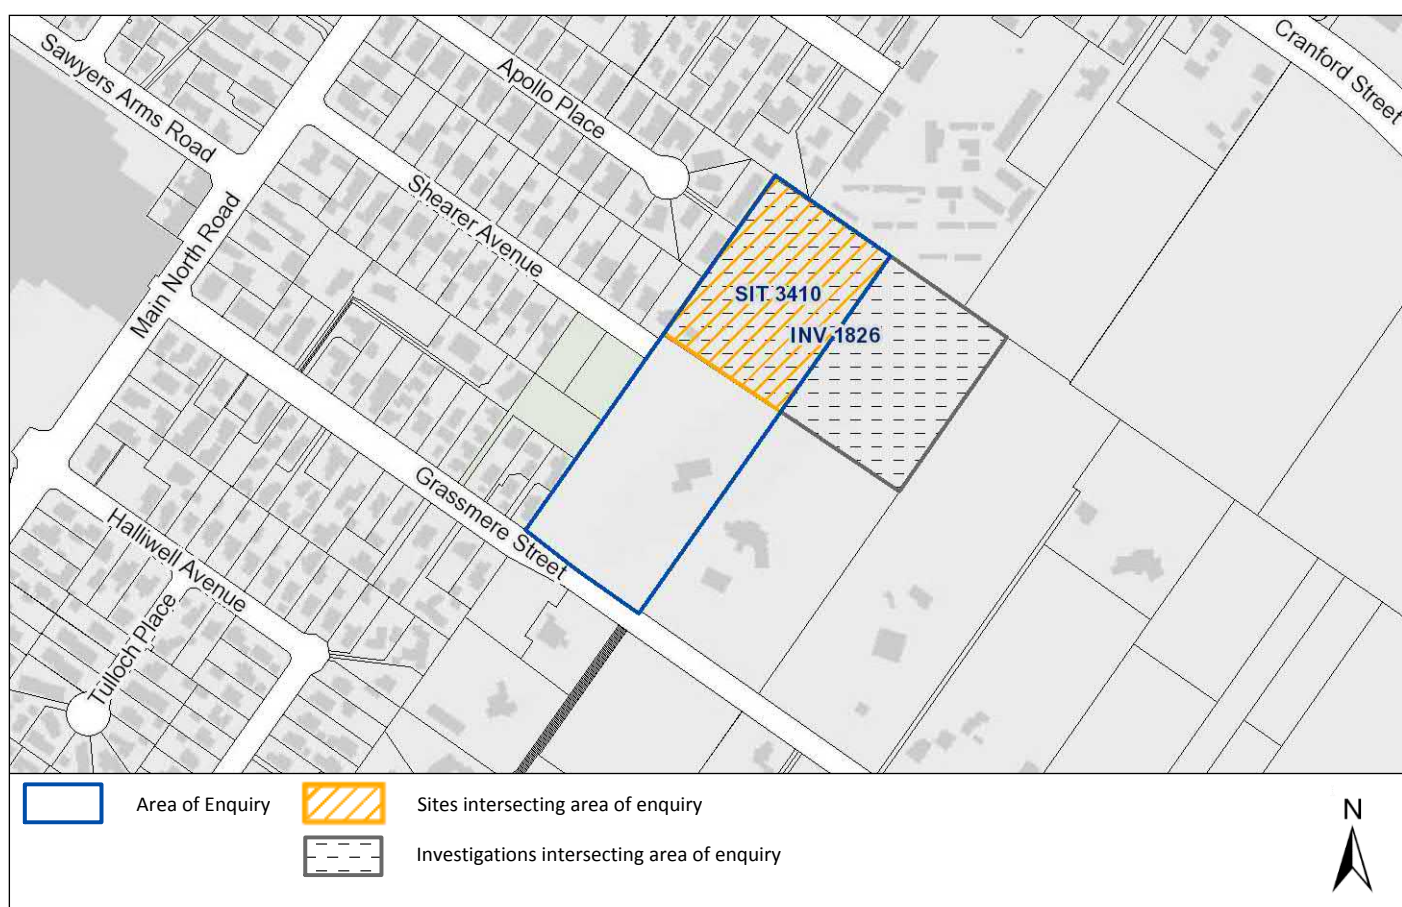 Sawyers Arms Road
Apollo Place
Cranford Street
Shearer Avenue
Main North Road
SIT 3410
INV 1826
Grassmere Street
Halliwell Avenue
Tulloch Place
Area of Enquiry
Sites intersecting area of enquiry
Investigations intersecting area of enquiry
N